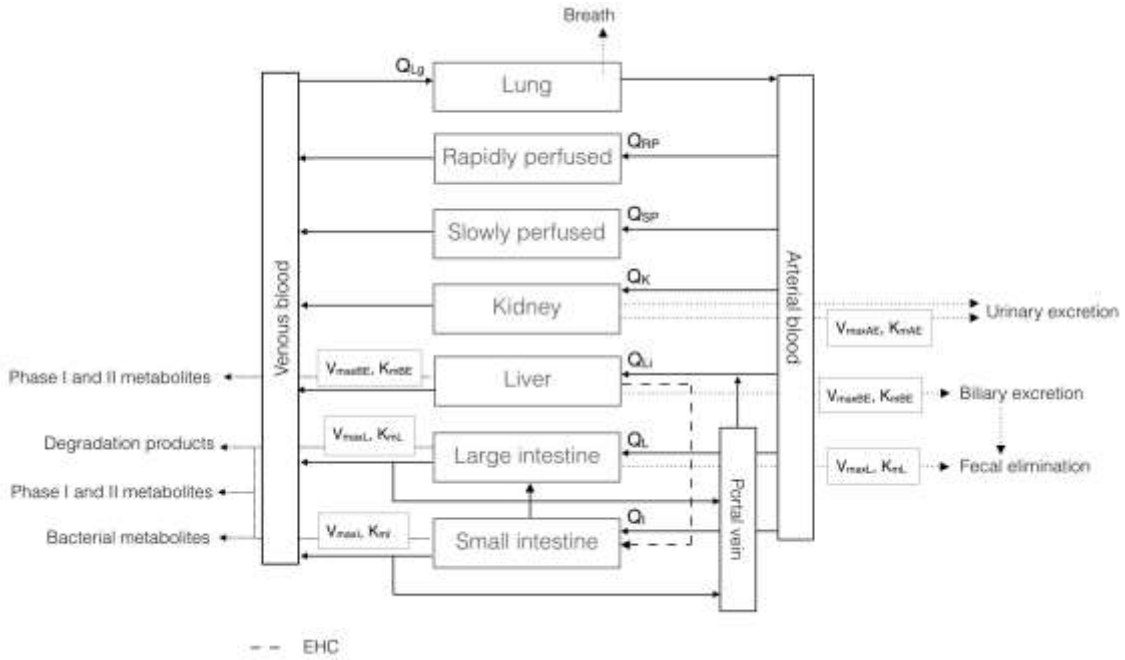 Breath
QLg
Lung
QRP
Rapidly perfused
QSP
Slowly perfused
QK
Kidney
Urinary excretion
VmaxAE, KmAE
Venous blood
Arterial blood
QLi
VmaxBE, KmBE
Liver
Phase I and II metabolites
VmaxBE, KmBE
Biliary excretion
VmaxL, KmL
QL
Degradation products
Large intestine
VmaxL, KmL
Fecal elimination
Portal vein
Phase I and II metabolites
QI
VmaxI, KmI
Small intestine
Bacterial metabolites
EHC